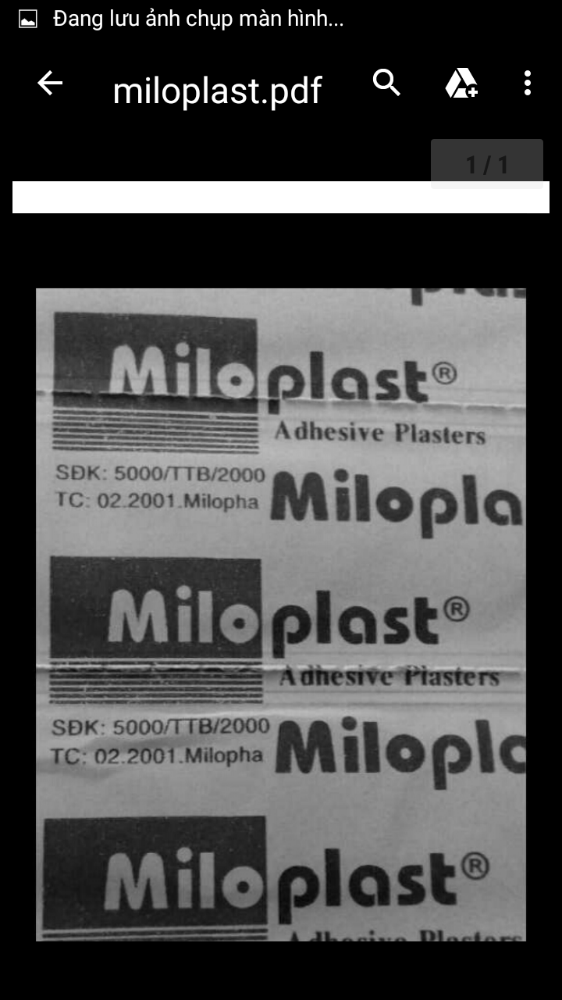 Đang lưu ảnh chụp màn hình...
miloplast.pdf
1 / 1
Miloplast®
Adhesive Plasters
SĐK: 5000/TTB/2000
TC: 02.2001.Milopha
Milopla
Miloplast®
Adhesive Plasters
SĐK: 5000/TTB/2000
TC: 02.2001.Milopha
Milopla
Miloplast®
Adhesive Plasters